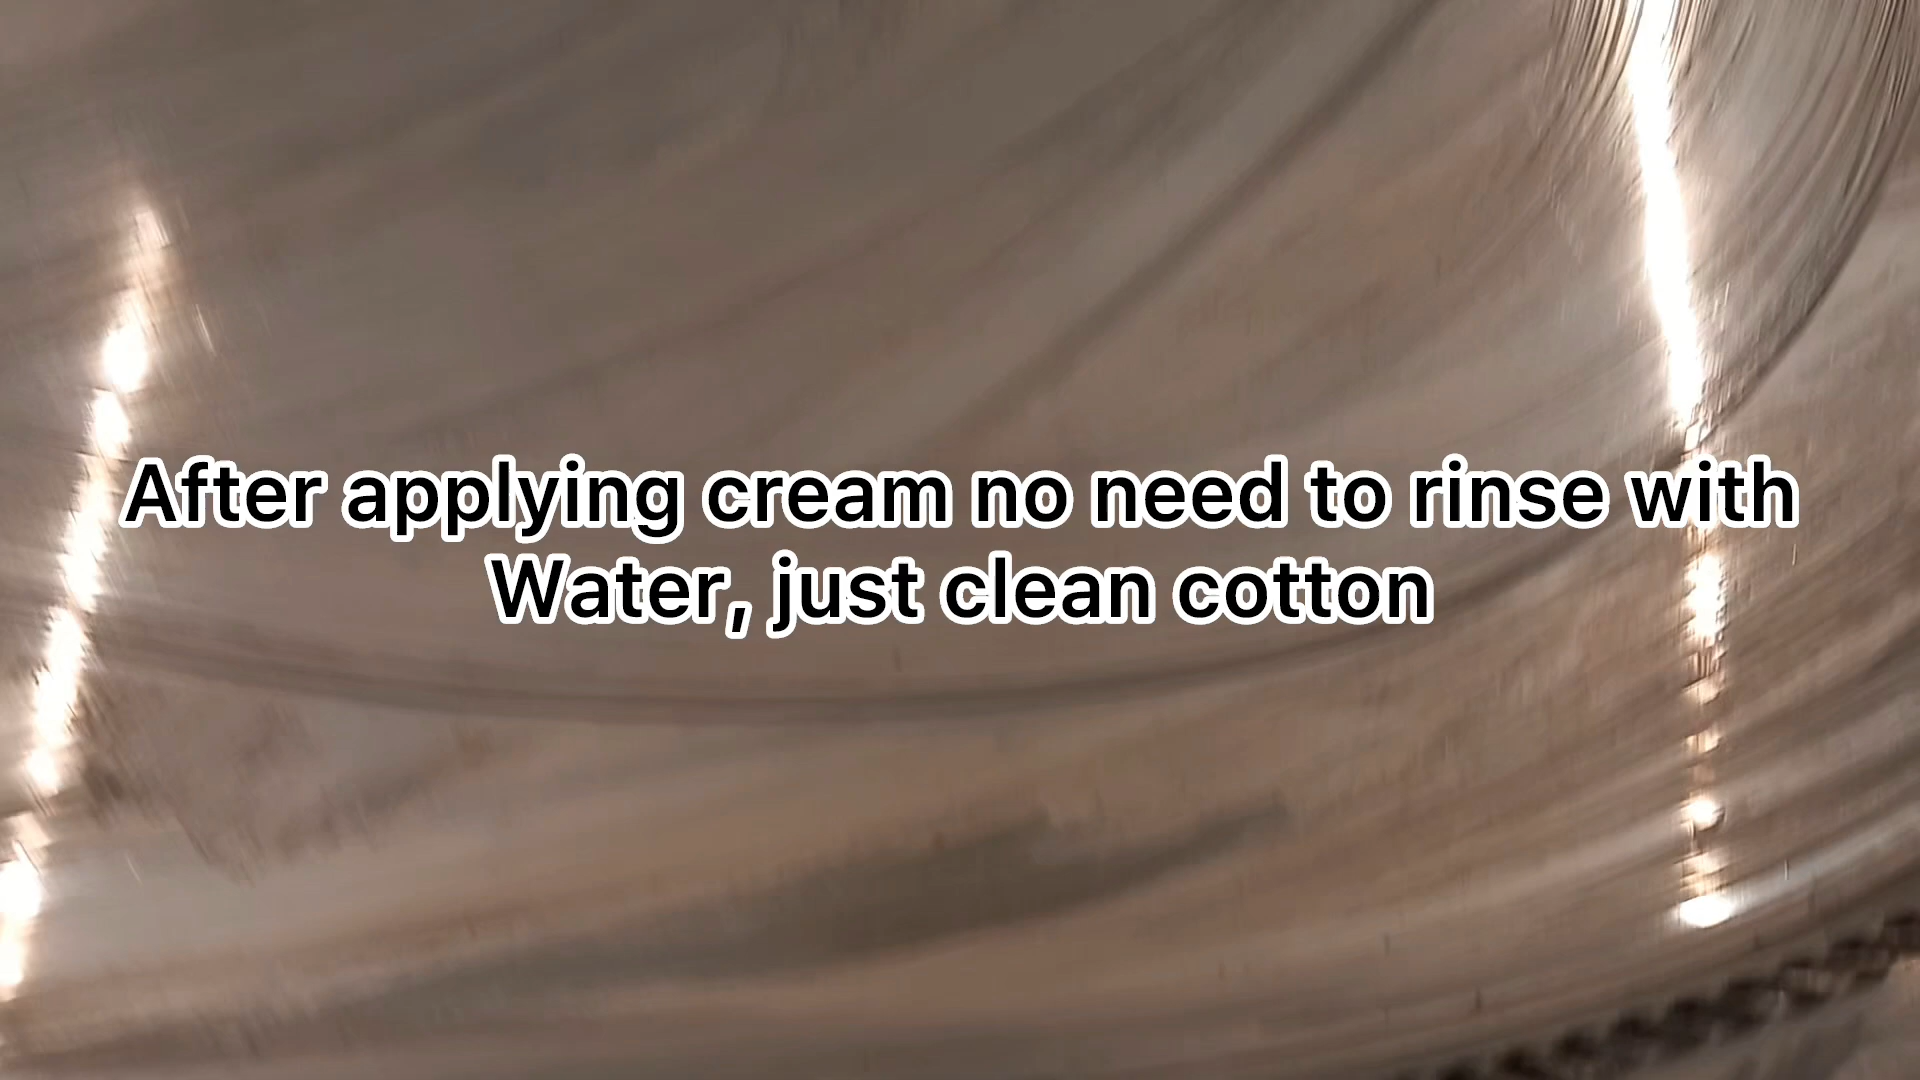 After applying cream no need to rinse with
Water, just clean cotton